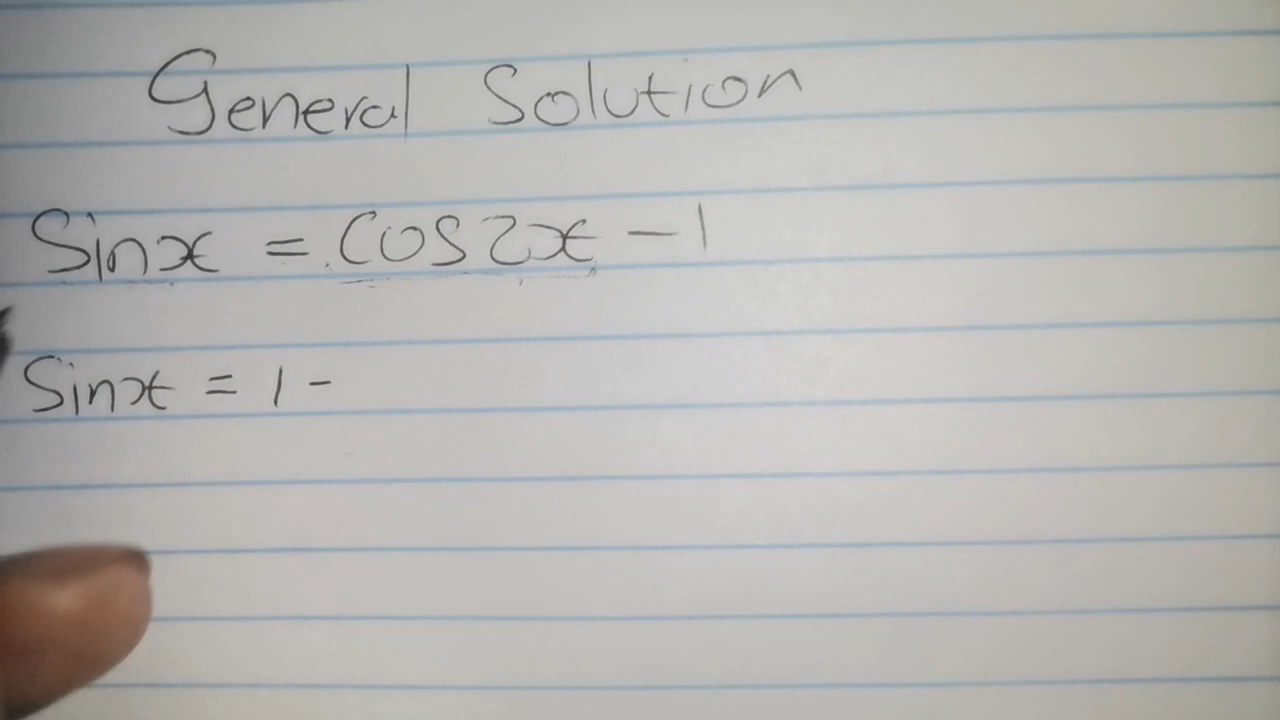 General Solution
Sinx = Cos2x - 1
Sinx = 1 -